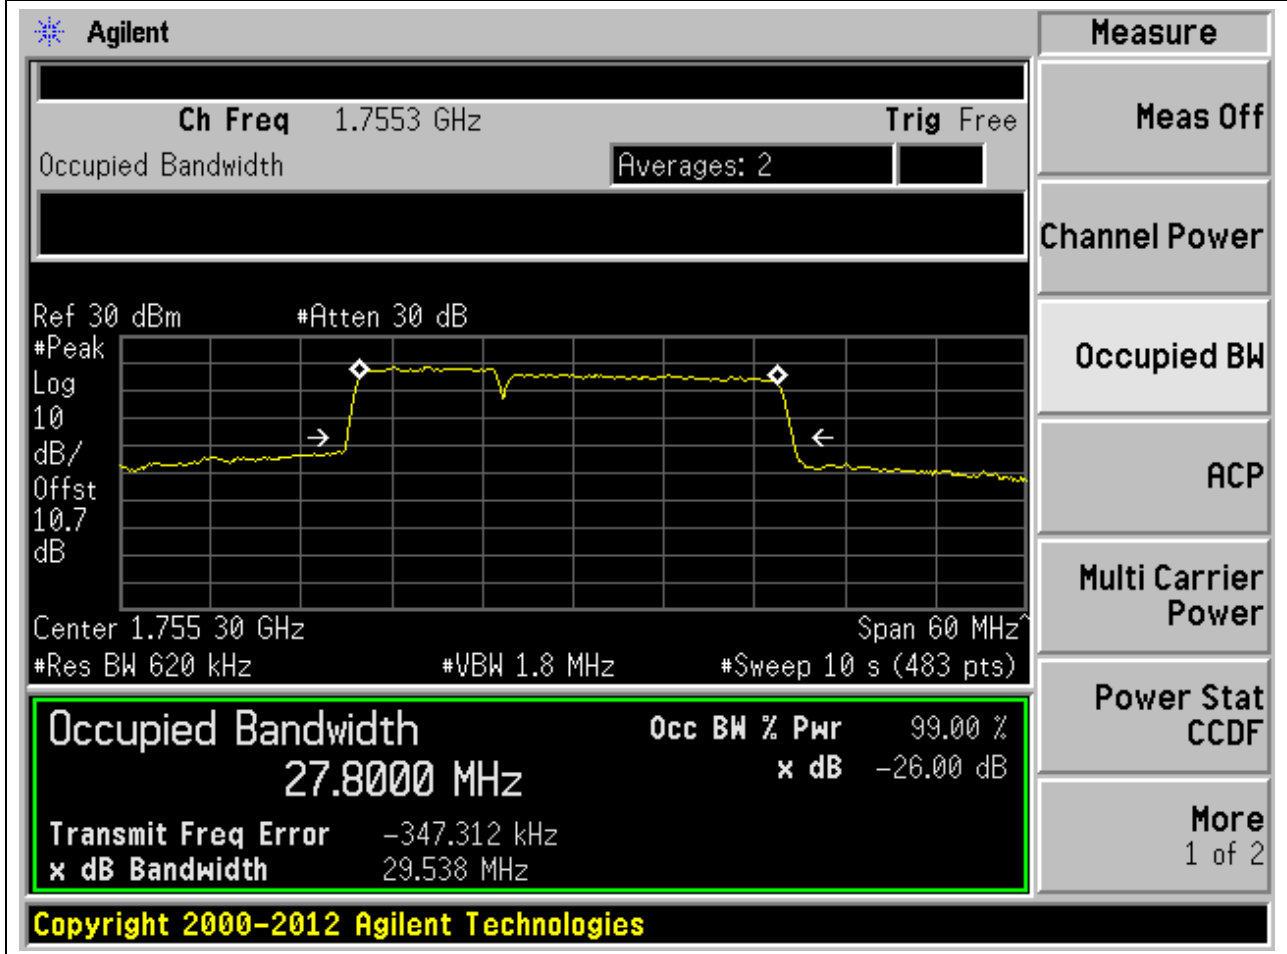 Agilent
Measure
Ch Freq 1.7553 GHz Trig Free
Occupied Bandwidth Averages: 2
Meas Off
Channel Power
Occupied BW
ACP
Multi Carrier
Power
Power Stat
CCDF
More
1 of 2
Ref 30 dBm #Atten 30 dB
#Peak
Log
10
dB/
Offst
10.7
dB
Center 1.755 30 GHz Span 60 MHz^
#Res BW 620 kHz #VBW 1.8 MHz #Sweep 10 s (483 pts)
Occupied Bandwidth Occ BW % Pwr 99.00 %
27.8000 MHz x dB -26.00 dB
Transmit Freq Error -347.312 kHz
x dB Bandwidth 29.538 MHz
Copyright 2000-2012 Agilent Technologies